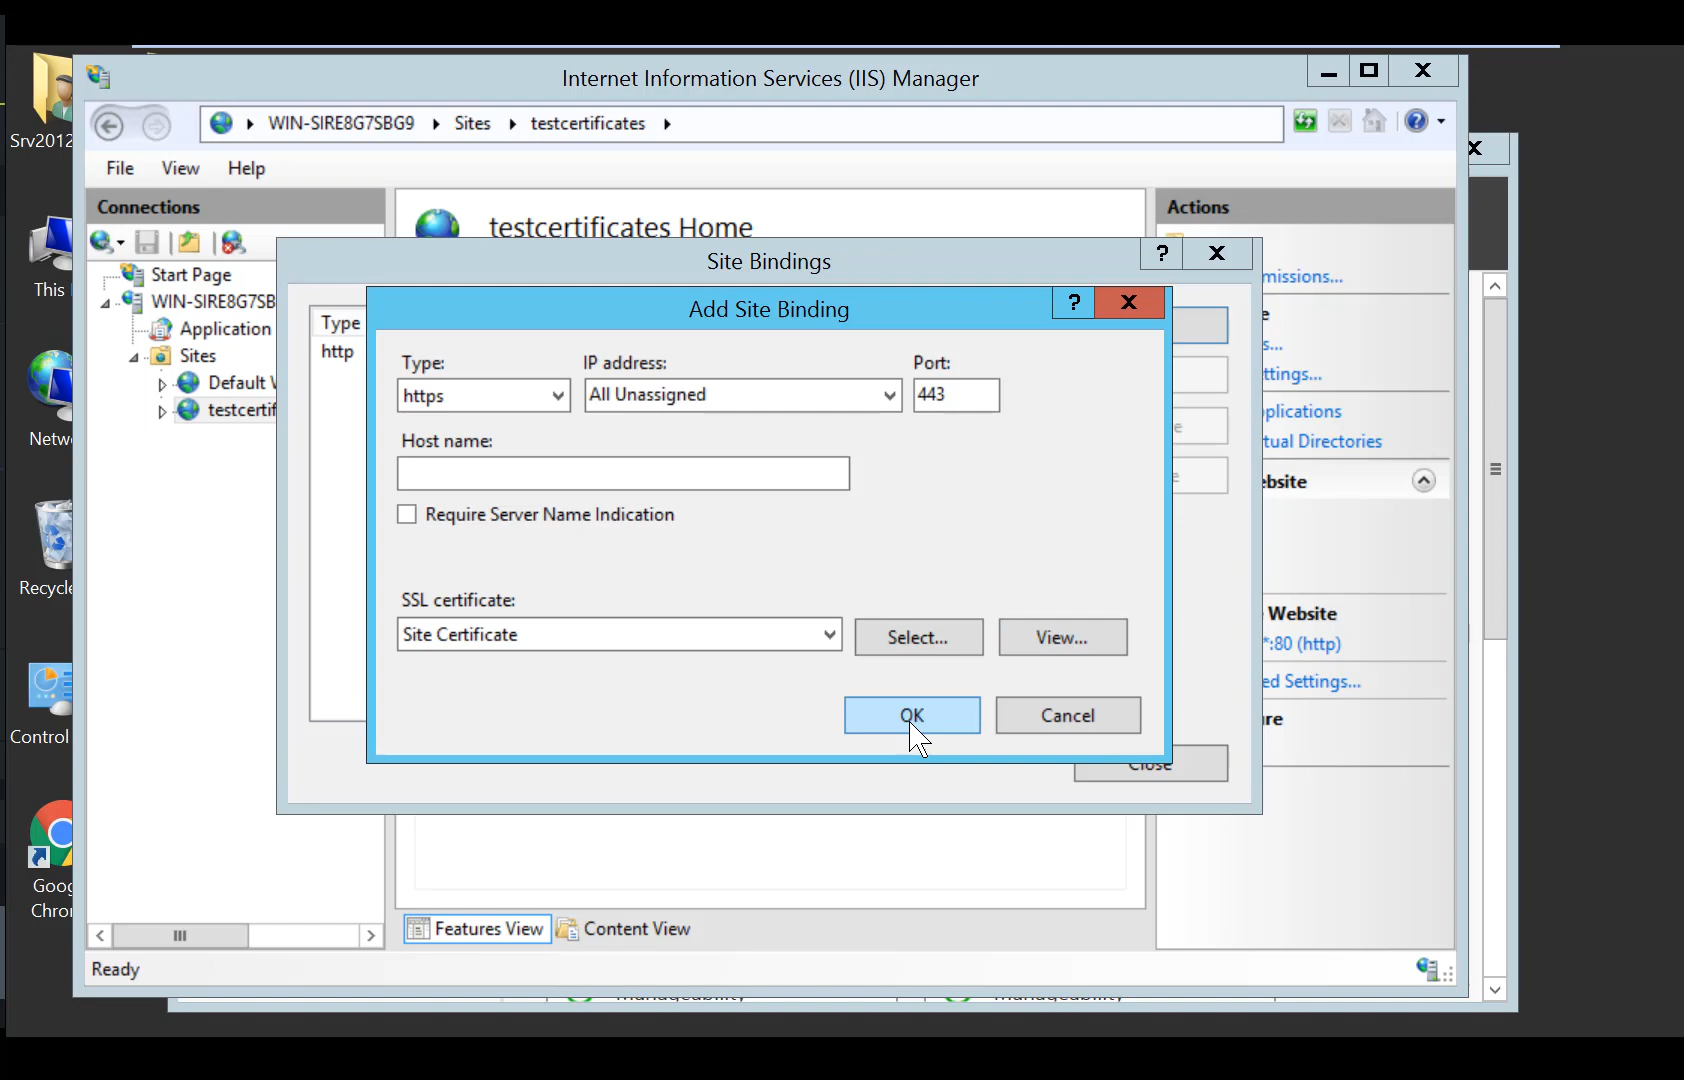 Internet Information Services (IIS) Manager
WIN-SIRE8G7SBG9 Sites testcertificates
File View Help
Connections
testcertificates Home
Actions
Start Page
WIN-SIRE8G7SB
Application
Sites
Default
testcertif
Site Bindings
?
Type
http
Add Site Binding
?
Type:
IP address:
Port:
https
All Unassigned
443
Host name:
Require Server Name Indication
SSL certificate:
Site Certificate
Select...
View...
OK
Cancel
Close
missions...
e
s...
ttings...
plications
tual Directories
ebsite
Website
*:80 (http)
ed Settings...
re
Features View
Content View
Ready
Srv2012
This
Netw
Recycle
Control
Goog
Chro